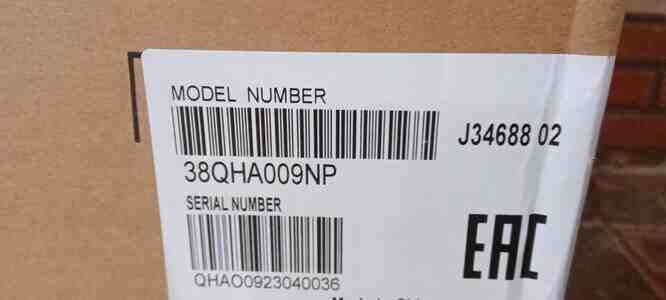 MODEL NUMBER
J34688 02
38QHA009NP
SERIAL NUMBER
EAC
QHAO0923040036